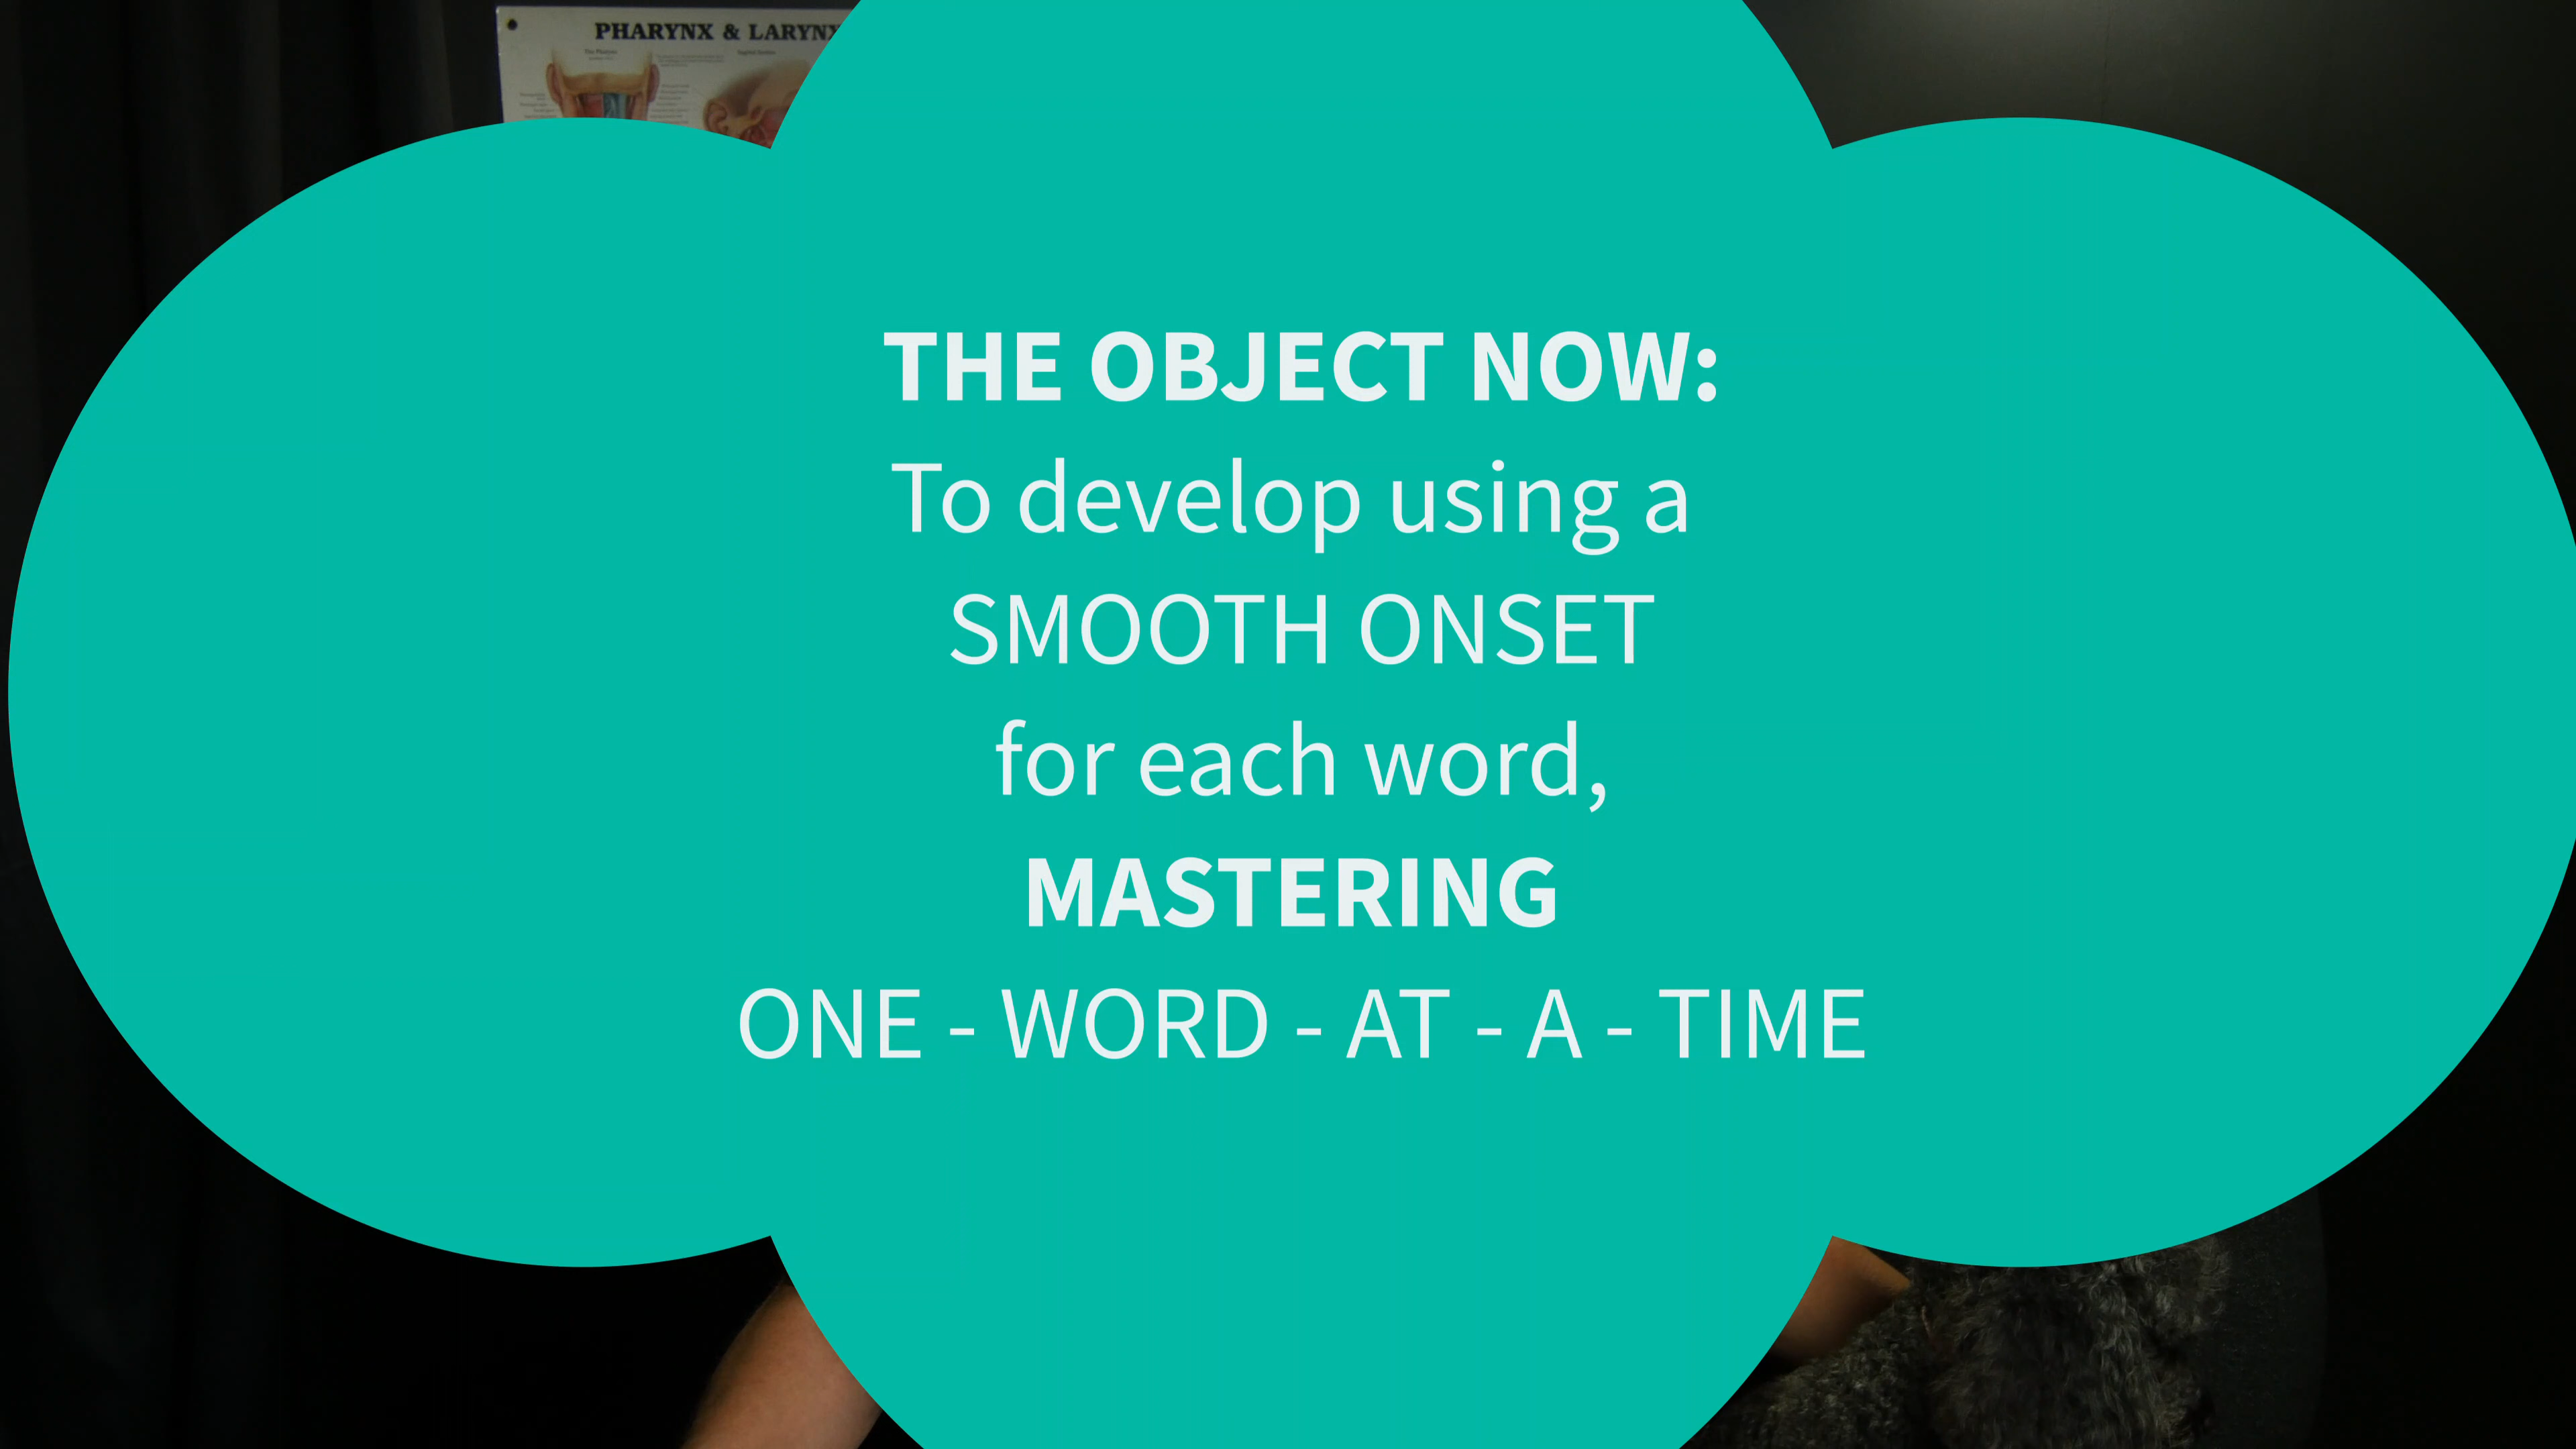 PHARYNX & LARYNX
THE OBJECT NOW:
To develop using a
SMOOTH ONSET
for each word,
MASTERING
ONE - WORD - AT - A - TIME